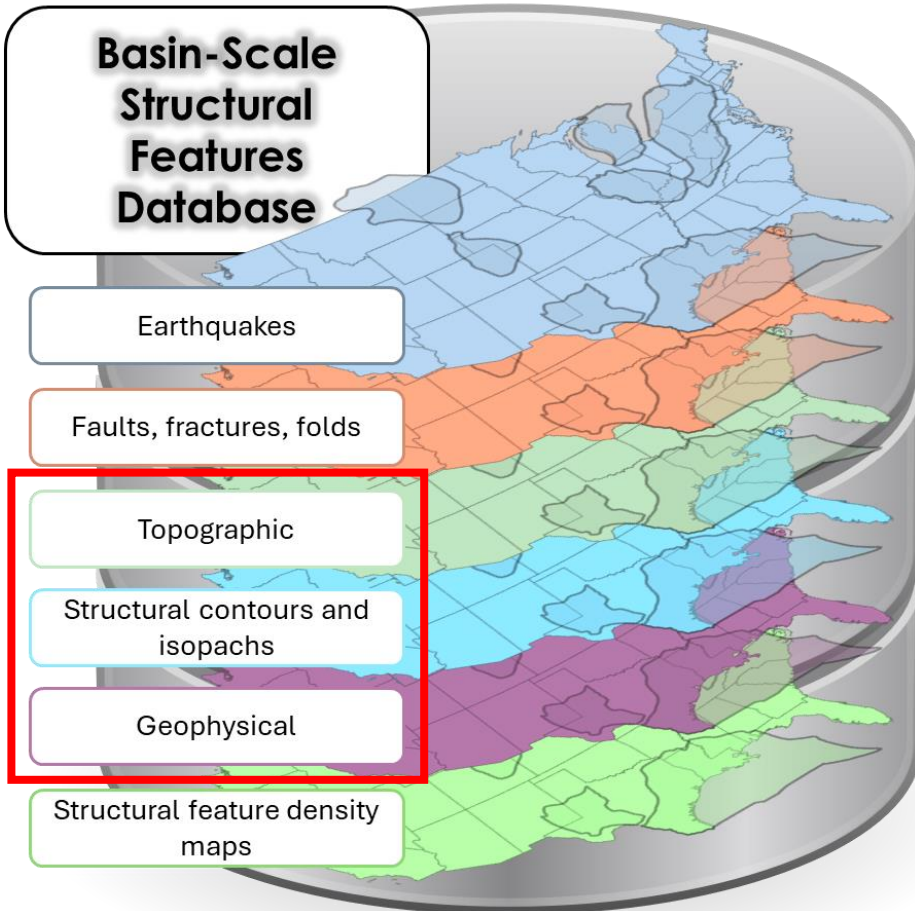 Basin-Scale
Structural
Features
Database
Earthquakes
Faults, fractures, folds
Topographic
Structural contours and
isopachs
Geophysical
Structural feature density
maps